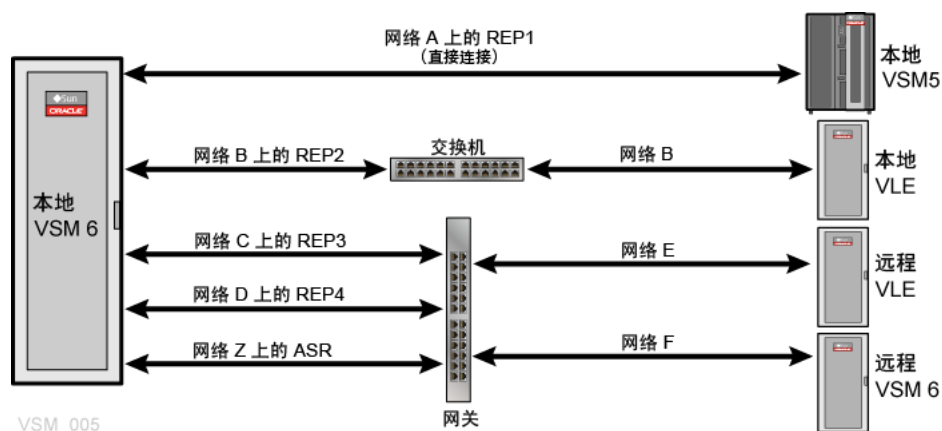 网络 A 上的 REP1
（直接连接）
本地
VSM5
Sun
ORACLE
网络 B 上的 REP2
交换机
网络 B
本地
VLE
本地
VSM 6
网络 C 上的 REP3
网络 E
远程
VLE
网络 D 上的 REP4
网络 Z 上的 ASR
网络 F
远程
VSM 6
网关
VSM_005